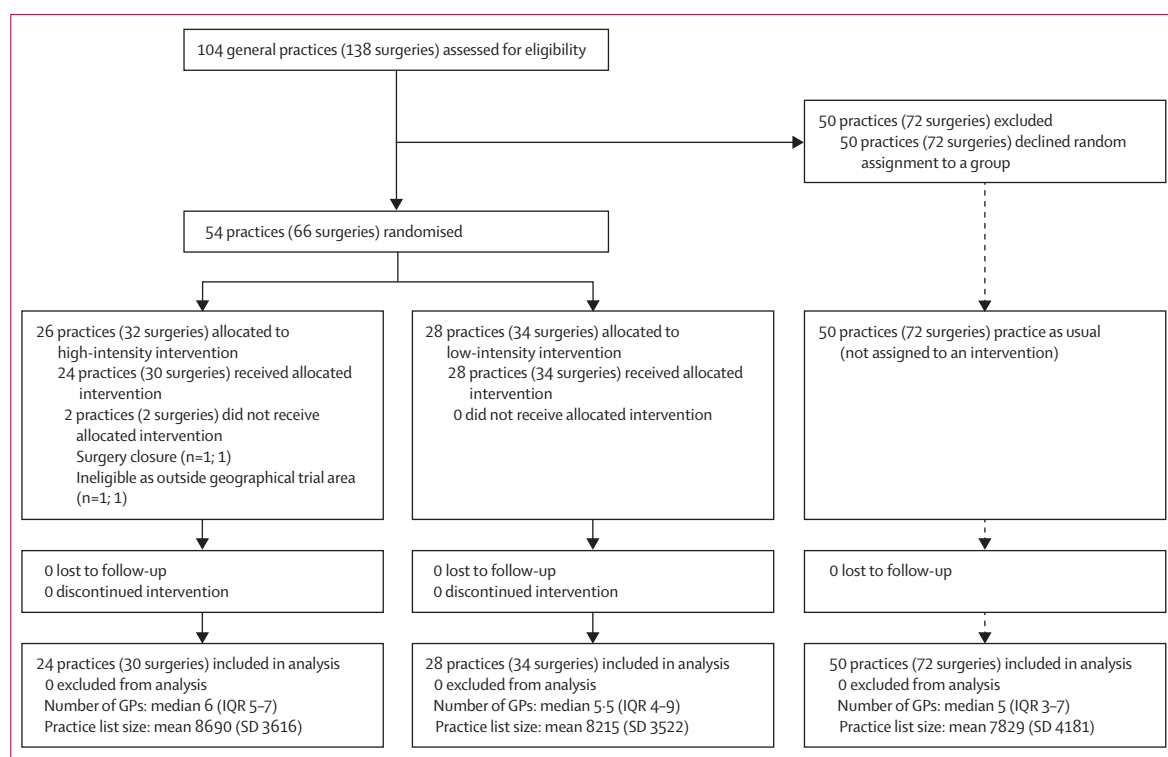 104 general practices (138 surgeries) assessed for eligibility
50 practices (72 surgeries) excluded
50 practices (72 surgeries) declined random
assignment to a group
54 practices (66 surgeries) randomised
26 practices (32 surgeries) allocated to
high-intensity intervention
24 practices (30 surgeries) received allocated
intervention
2 practices (2 surgeries) did not receive
allocated intervention
Surgery closure (n=1; 1)
Ineligible as outside geographical trial area
(n=1; 1)
28 practices (34 surgeries) allocated to
low-intensity intervention
28 practices (34 surgeries) received allocated
intervention
0 did not receive allocated intervention
50 practices (72 surgeries) practice as usual
(not assigned to an intervention)
0 lost to follow-up
0 discontinued intervention
0 lost to follow-up
0 discontinued intervention
0 lost to follow-up
24 practices (30 surgeries) included in analysis
0 excluded from analysis
Number of GPs: median 6 (IQR 5–7)
Practice list size: mean 8690 (SD 3616)
28 practices (34 surgeries) included in analysis
0 excluded from analysis
Number of GPs: median 5·5 (IQR 4–9)
Practice list size: mean 8215 (SD 3522)
50 practices (72 surgeries) included in analysis
0 excluded from analysis
Number of GPs: median 5 (IQR 3–7)
Practice list size: mean 7829 (SD 4181)